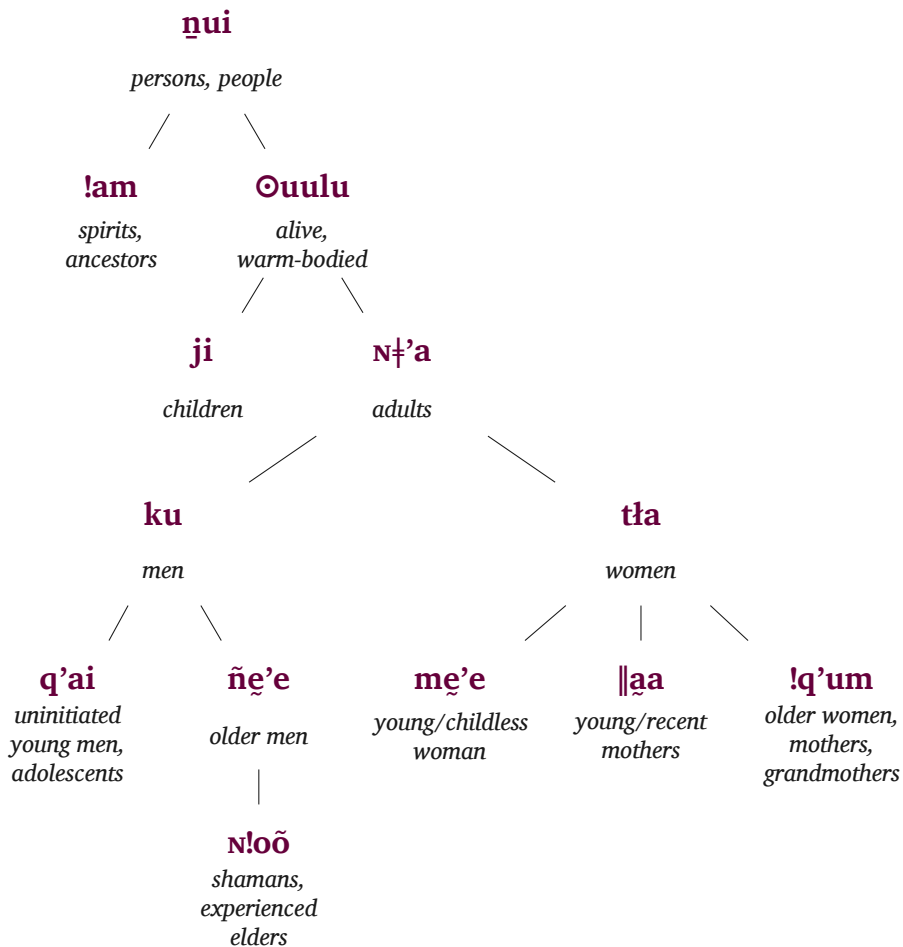 n̲ui
persons, people
!am ʘuulu
spirits, alive,
ancestors warm-bodied
ji ɴǂ’a
children adults
ku tła
men women
q’ai ñḛ’e mḛ’e ǁa̰a !q’um
uninitiated older men young/childless young/recent older women,
young men, woman mothers mothers,
adolescents grandmothers
ɴ!oõ
shamans,
experienced
elders